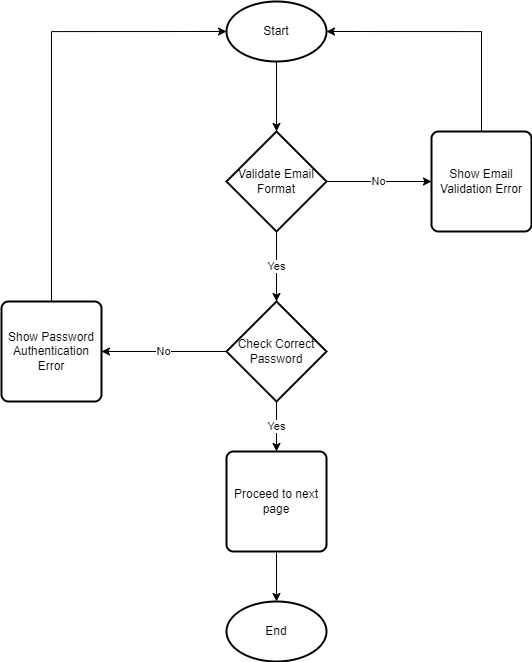 Start
Validate Email
Format
No
Show Email
Validation Error
Yes
Show Password
Authentication
Error
No
Check Correct
Password
Yes
Proceed to next
page
End